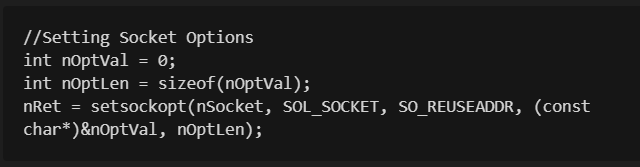 //Setting Socket Options
int nOptVal = 0;
int nOptLen = sizeof(nOptVal);
nRet = setsockopt(nSocket, SOL_SOCKET, SO_REUSEADDR, (const
char*)&nOptVal, nOptLen);